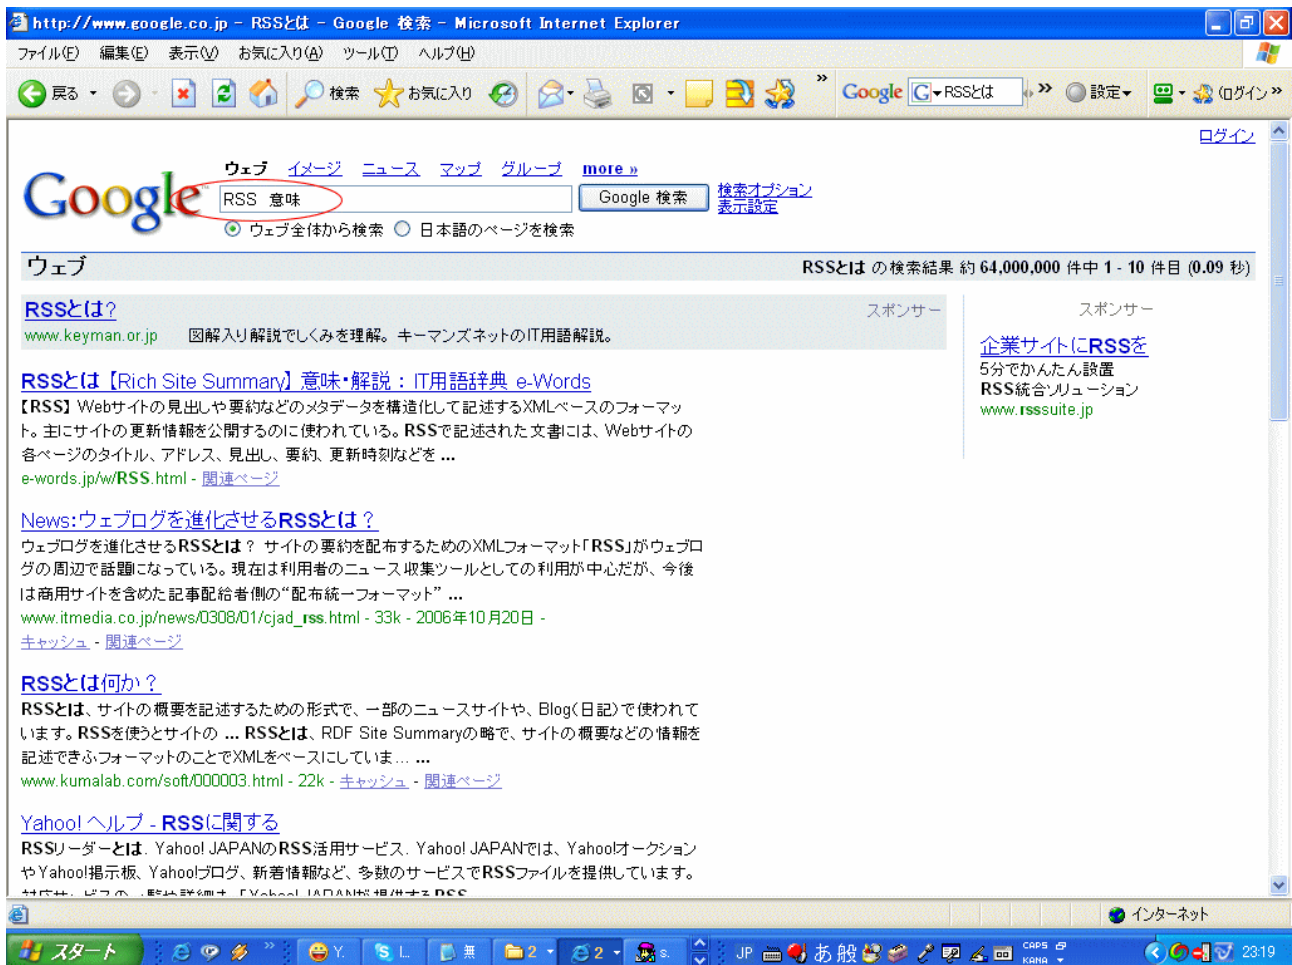 http://www.google.co.jp - RSSとは - Google 検索 - Microsoft Internet Explorer
ファイル(F) 編集(E) 表示(V) お気に入り(A) ツール(T) ヘルプ(H)
戻る 検索 お気に入り » Google G RSSとは » 設定 (ログイン »
ログイン
Google ウェブ イメージ ニュース マップ グループ more »
RSS 意味 Google 検索 検索オプション
表示設定
ウェブ全体から検索 日本語のページを検索
ウェブ RSSとは の検索結果 約 64,000,000 件中 1 - 10 件目 (0.09 秒)
RSSとは? スポンサー
www.keyman.or.jp 図解入り解説でしくみを理解。キーマンズネットのIT用語解説。
スポンサー
企業サイトにRSSを
5分でかんたん設置
RSS統合ソリューション
www.rsssuite.jp
RSSとは【Rich Site Summary】意味・解説 : IT用語辞典 e-Words
【RSS】Webサイトの見出しや要約などのメタデータを構造化して記述するXMLベースのフォーマッ
ト。主にサイトの更新情報を公開するのに使われている。RSSで記述された文書には、Webサイトの
各ページのタイトル、アドレス、見出し、要約、更新時刻などを ...
e-words.jp/w/RSS.html - 関連ページ
News:ウェブログを進化させるRSSとは？
ウェブログを進化させるRSSとは？ サイトの要約を配布するためのXMLフォーマット「RSS」がウェブロ
グの周辺で話題になっている。現在は利用者のニュース収集ツールとしての利用が中心だが、今後
は商用サイトを含めた記事配給者側の“配布統一フォーマット” ...
www.itmedia.co.jp/news/0308/01/cjad_rss.html - 33k - 2006年10月20日 -
キャッシュ - 関連ページ
RSSとは何か？
RSSとは、サイトの概要を記述するための形式で、一部のニュースサイトや、Blog(日記)で使われて
います。RSSを使うとサイトの ... RSSとは、RDF Site Summaryの略で、サイトの概要などの情報を
記述できふフォーマットのことでXMLをベースにしていま... ...
www.kumalab.com/soft/000003.html - 22k - キャッシュ - 関連ページ
Yahoo! ヘルプ - RSSに関する
RSSリーダーとは. Yahoo! JAPANのRSS活用サービス. Yahoo! JAPANでは、Yahoo!オークション
やYahoo!掲示板、Yahoo!ブログ、新着情報など、多数のサービスでRSSファイルを提供しています。
インターネット
スタート » Y. L... 無 2 2 s. JP あ 般 CAPS KANA 23:19